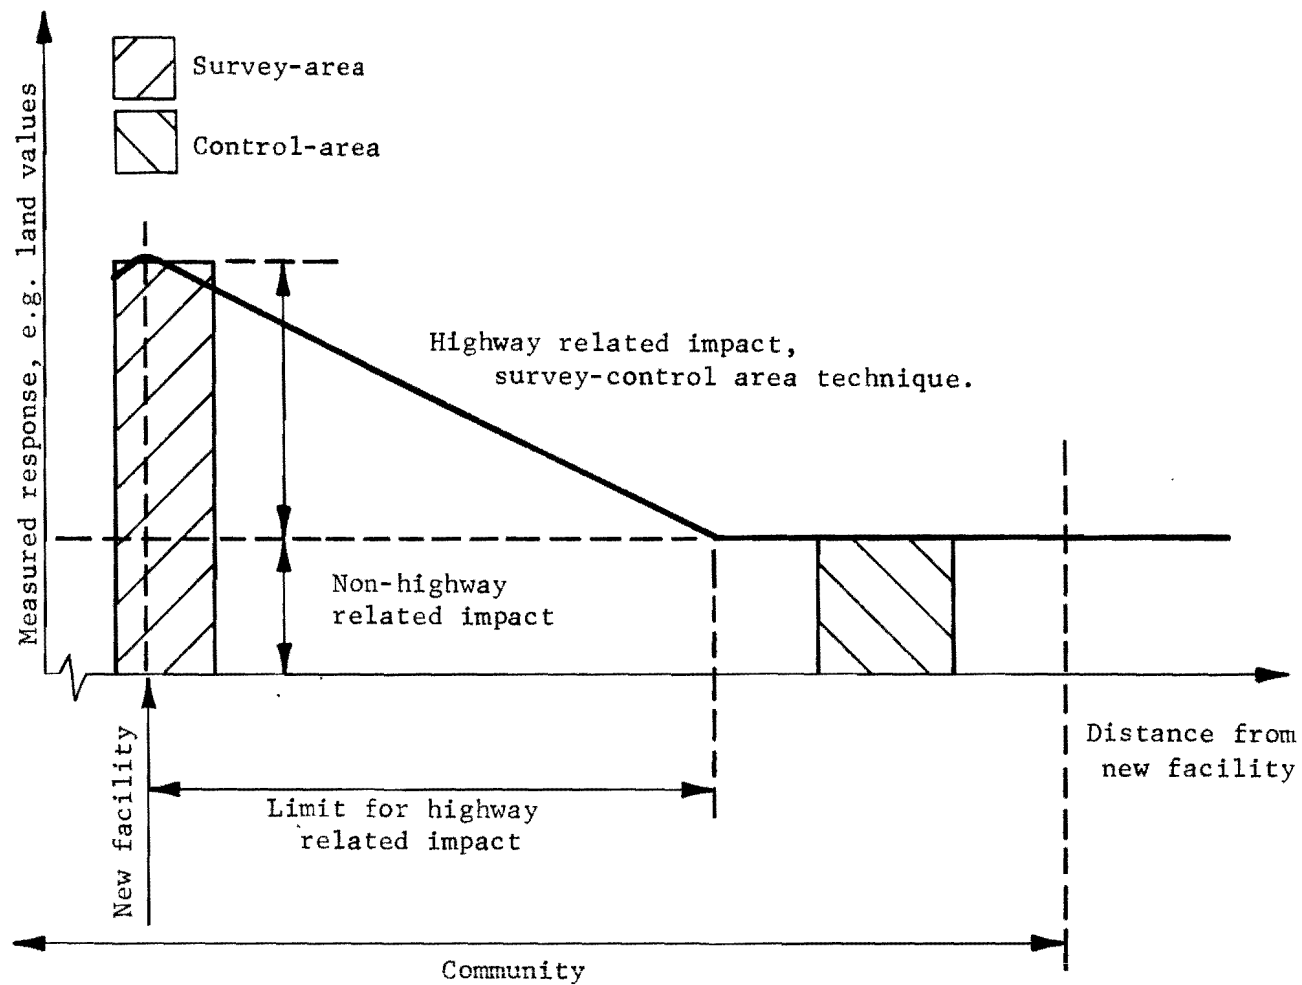 Survey-area
Control-area
Measured response, e.g. land values
Highway related impact,
survey-control area technique.
Non-highway
related impact
Distance from
new facility
New facility
Limit for highway
related impact
Community